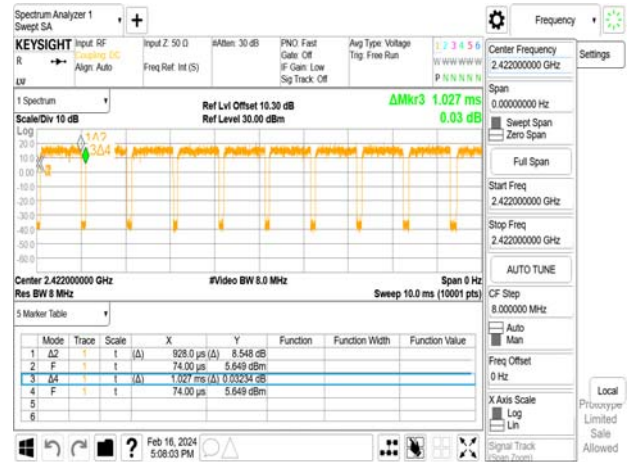 Spectrum Analyzer 1
Swept SA
+
Frequency
KEYSIGHT
Input: RF
Coupling: DC
Align: Auto
Input Z: 50 Ω
Freq Ref: Int (S)
#Atten: 30 dB
PNO: Fast
Gate: Off
IF Gain: Low
Sig Track: Off
Avg Type: Voltage
Trig: Free Run
1 2 3 4 5 6
W W W W W W
P N N N N N
R
LV
1 Spectrum
Scale/Div 10 dB
Ref Lvl Offset 10.30 dB
Ref Level 30.00 dBm
ΔMkr3 1.027 ms
0.03 dB
Log
20.0
10.0
0.00
-10.0
-20.0
-30.0
-40.0
-50.0
-60.0
1Δ2
3Δ4
Center 2.422000000 GHz
Res BW 8 MHz
#Video BW 8.0 MHz
Span 0 Hz
Sweep 10.0 ms (10001 pts)
5 Marker Table
Mode Trace Scale X Y Function Function Width Function Value
1 Δ2 1 t (Δ) 928.0 µs (Δ) 8.548 dB
2 F 1 t 74.00 µs 5.649 dBm
3 Δ4 1 t (Δ) 1.027 ms (Δ) 0.03234 dB
4 F 1 t 74.00 µs 5.649 dBm
5
6
Feb 16, 2024
5:08:03 PM
Center Frequency
2.422000000 GHz
Settings
Span
0.00000000 Hz
Swept Span
Zero Span
Full Span
Start Freq
2.422000000 GHz
Stop Freq
2.422000000 GHz
AUTO TUNE
CF Step
8.000000 MHz
Auto
Man
Freq Offset
0 Hz
X Axis Scale
Log
Lin
Signal Track
(Span Zoom)
Local
Prototype
Limited
Sale
Allowed